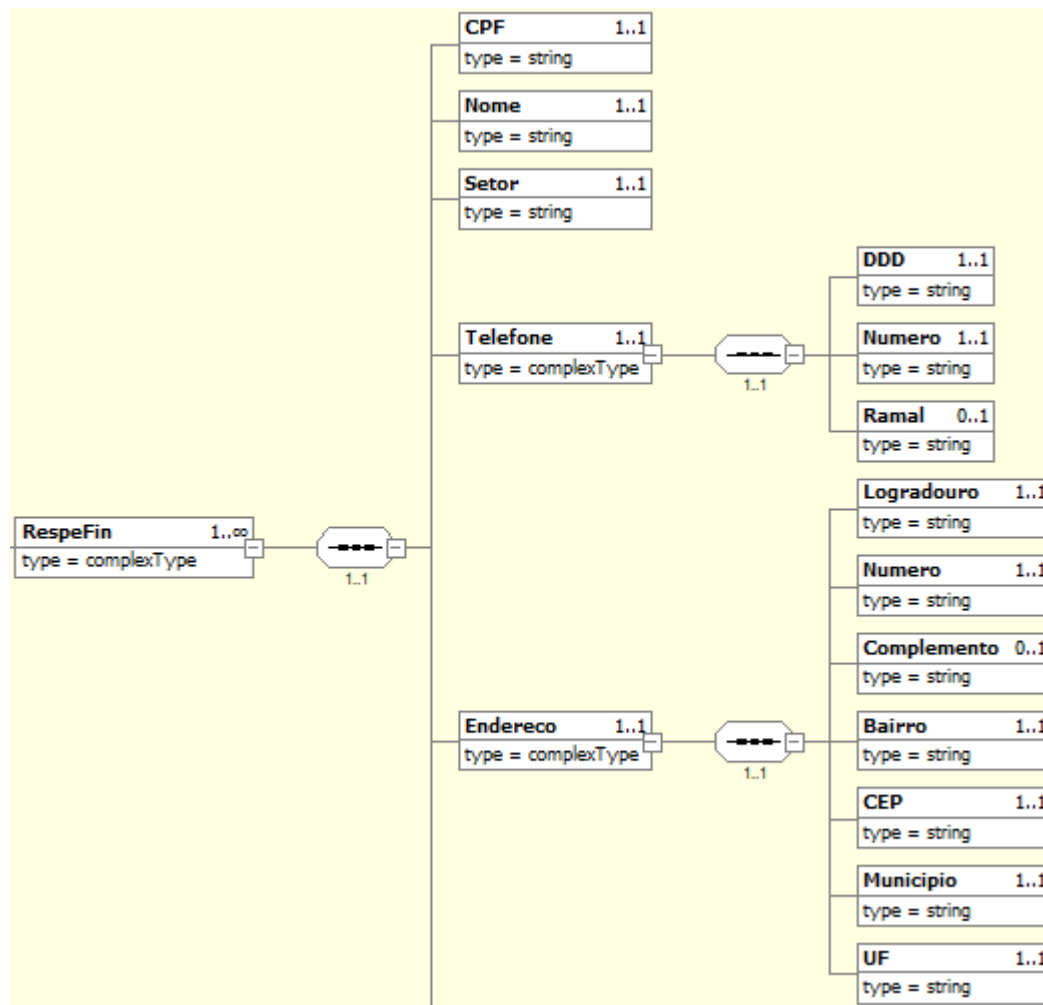 CPF 1..1
type = string
Nome 1..1
type = string
Setor 1..1
type = string
DDD 1..1
type = string
Telefone 1..1
type = complexType
1..1
Numero 1..1
type = string
Ramal 0..1
type = string
Logradouro 1..1
type = string
RespeFin 1..∞
type = complexType
1..1
Numero 1..1
type = string
Complemento 0..1
type = string
Endereco 1..1
type = complexType
1..1
Bairro 1..1
type = string
CEP 1..1
type = string
Municipio 1..1
type = string
UF 1..1
type = string